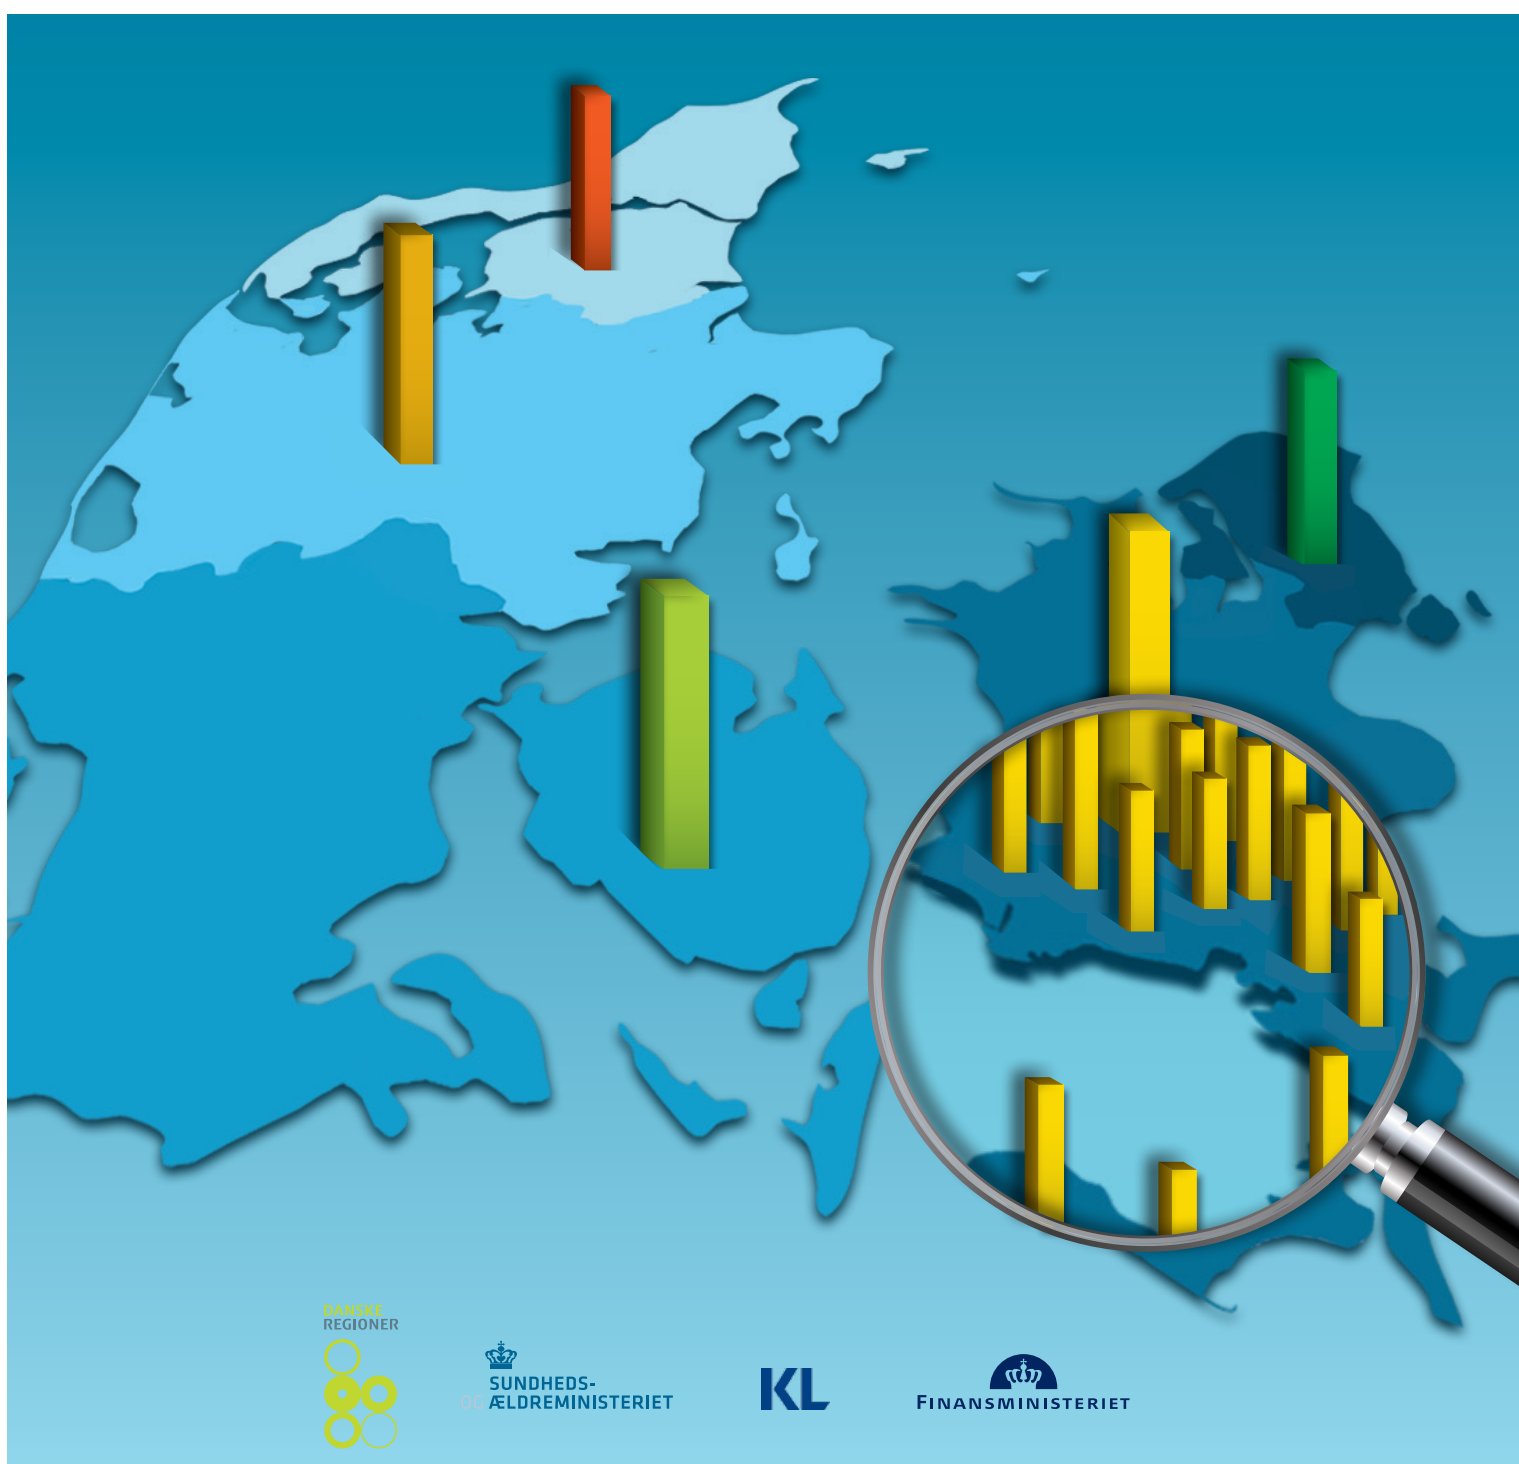 DANSKE
REGIONER
SUNDHEDS-
OG ÆLDREMINISTERIET
KL
FINANSMINISTERIET